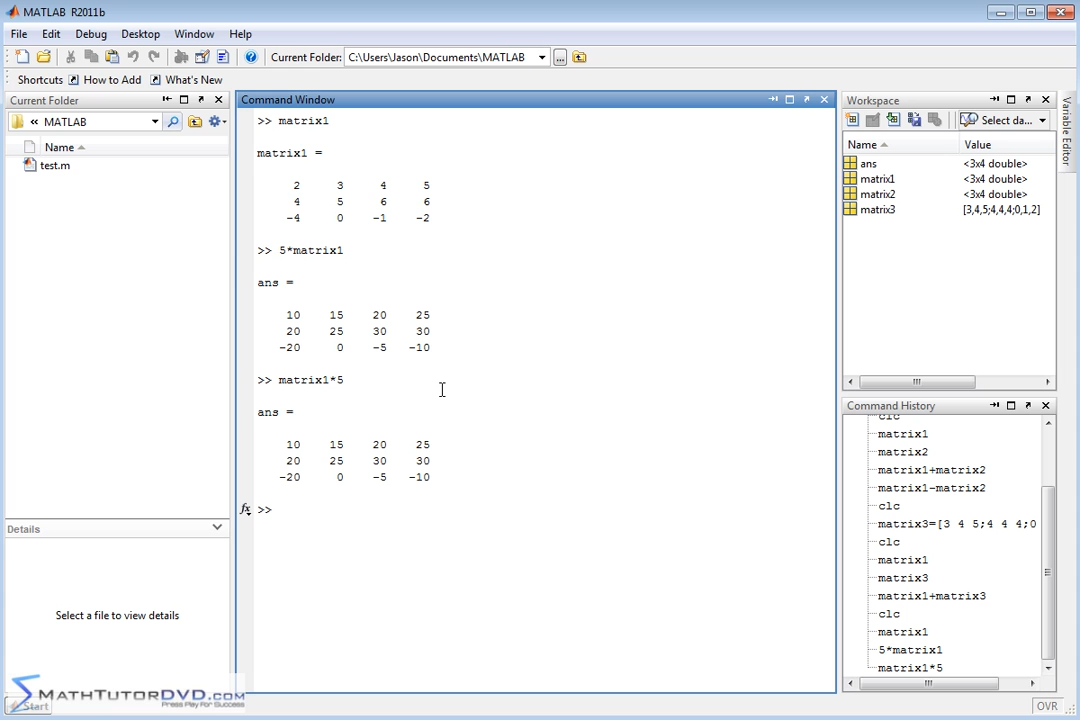 MATLAB R2011b
File Edit Debug Desktop Window Help
Current Folder: C:\Users\Jason\Documents\MATLAB ...
Shortcuts How to Add What's New
Current Folder
« MATLAB
Name
test.m
Details
Select a file to view details
Start
MATHTUTORDVD.COM
Press Play For Success
Command Window
>> matrix1
matrix1 =
2 3 4 5
4 5 6 6
-4 0 -1 -2
>> 5*matrix1
ans =
10 15 20 25
20 25 30 30
-20 0 -5 -10
>> matrix1*5
ans =
10 15 20 25
20 25 30 30
-20 0 -5 -10
fx >>
Workspace
Select da...
Name Value
ans <3x4 double>
matrix1 <3x4 double>
matrix2 <3x4 double>
matrix3 [3,4,5;4,4,4;0,1,2]
Command History
clc
matrix1
matrix2
matrix1+matrix2
matrix1-matrix2
clc
matrix3=[3 4 5;4 4 4;0
clc
matrix1
matrix3
matrix1+matrix3
clc
matrix1
5*matrix1
matrix1*5
Variable Editor
OVR